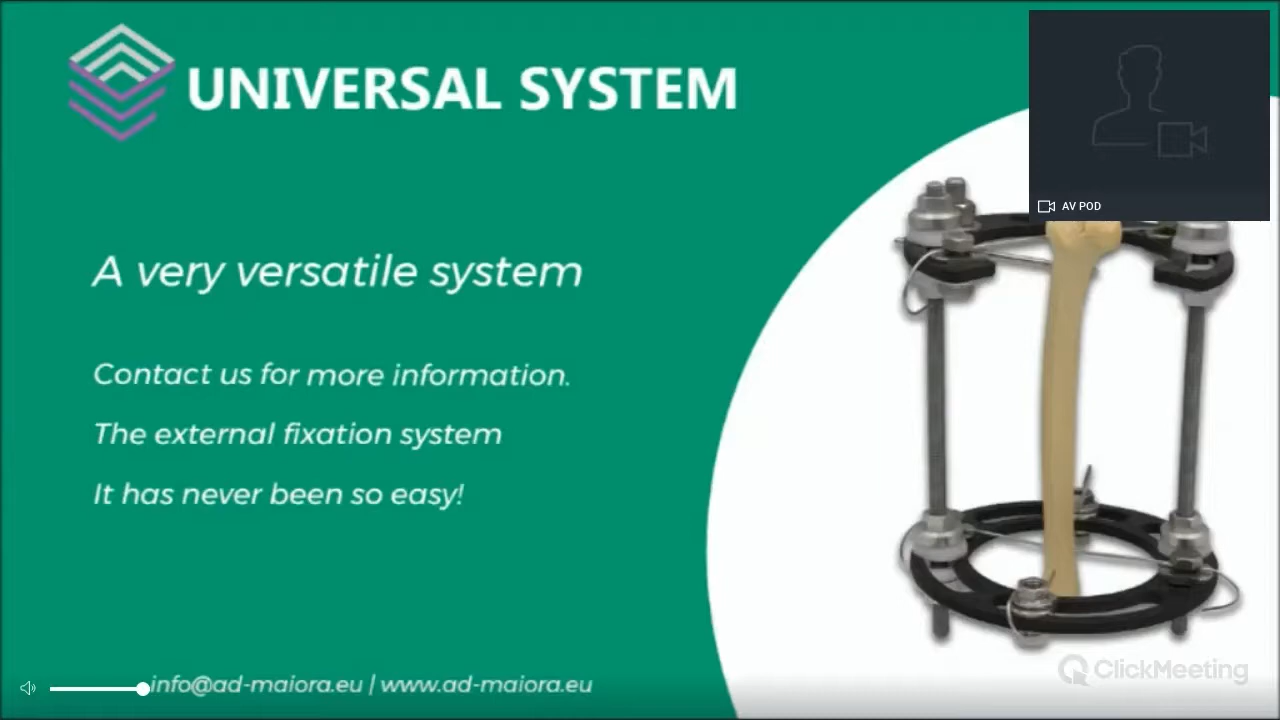 UNIVERSAL SYSTEM
AV POD
A very versatile system
Contact us for more information.
The external fixation system
It has never been so easy!
info@ad-maiora.eu | www.ad-maiora.eu
ClickMeeting